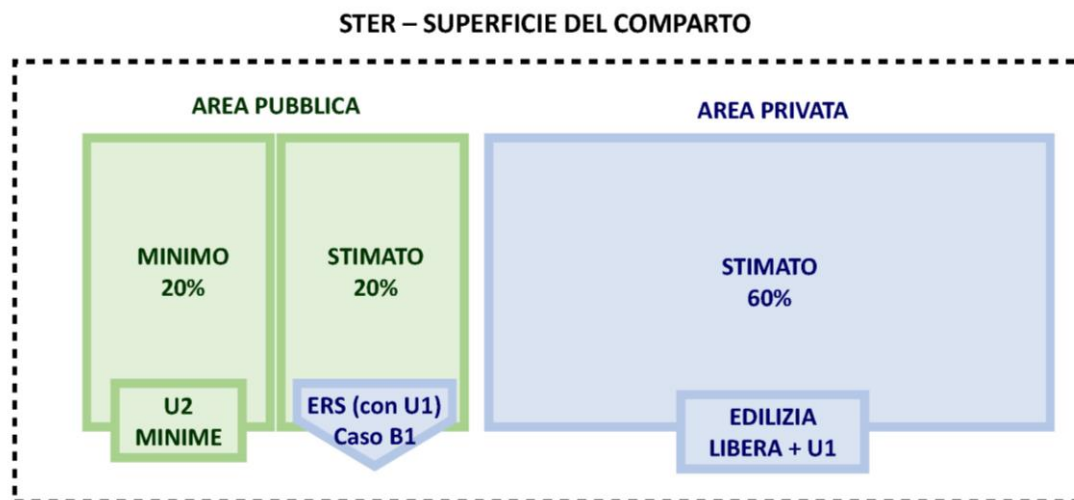 STER – SUPERFICIE DEL COMPARTO
AREA PUBBLICA
AREA PRIVATA
MINIMO
20%
STIMATO
20%
STIMATO
60%
U2
MINIME
ERS (con U1)
Caso B1
EDILIZIA
LIBERA + U1